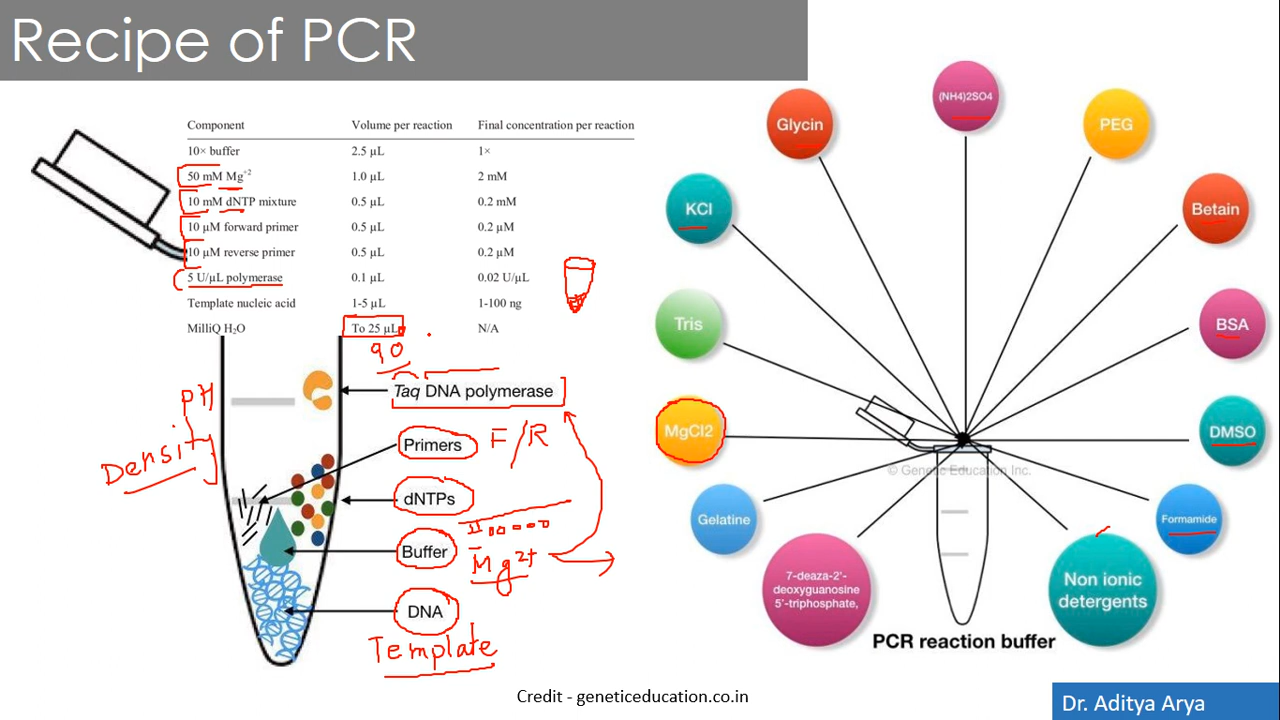 Recipe of PCR
Component Volume per reaction Final concentration per reaction
10× buffer 2.5 µL 1×
50 mM Mg+2 1.0 µL 2 mM
10 mM dNTP mixture 0.5 µL 0.2 mM
10 µM forward primer 0.5 µL 0.2 µM
10 µM reverse primer 0.5 µL 0.2 µM
5 U/µL polymerase 0.1 µL 0.02 U/µL
Template nucleic acid 1-5 µL 1-100 ng
MilliQ H₂O To 25 µL N/A
90
Taq DNA polymerase
PH
Density
Primers
F/R
dNTPs
Buffer
Mg2+
DNA
Template
(NH4)2SO4
Glycin
PEG
KCl
Betain
Tris
BSA
MgCl2
DMSO
© Genetic Education Inc.
Gelatine
Formamide
7-deaza-2'-
deoxyguanosine
5'-triphosphate,
Non ionic
detergents
PCR reaction buffer
Credit - geneticeducation.co.in
Dr. Aditya Arya